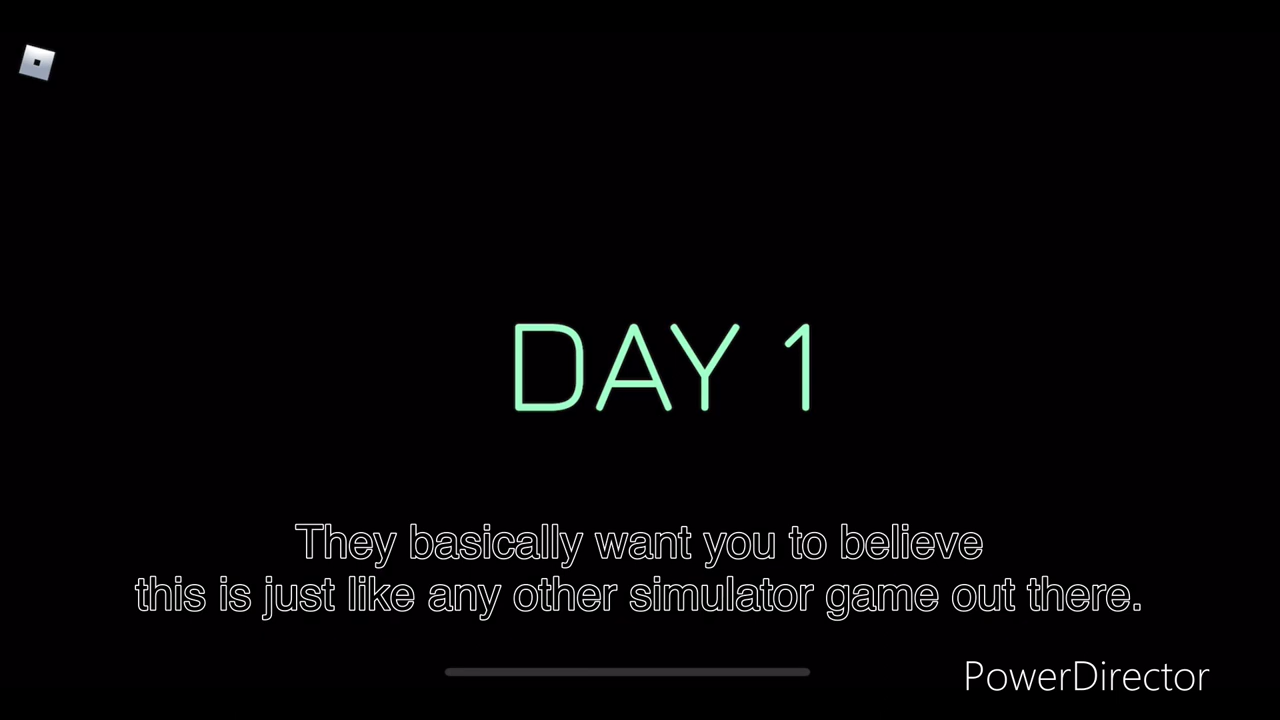 DAY 1
They basically want you to believe
this is just like any other simulator game out there.
PowerDirector